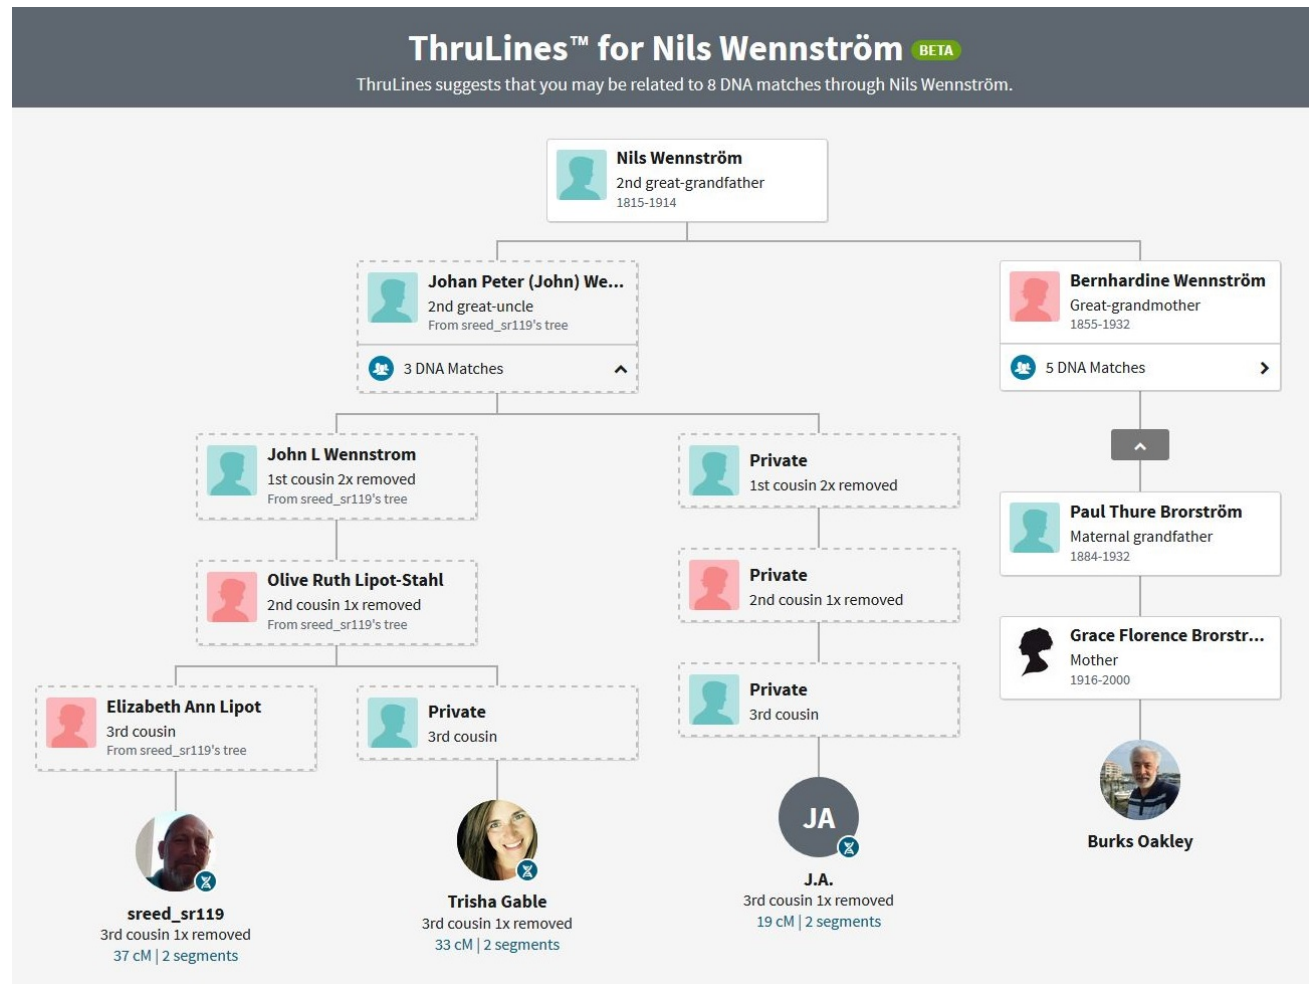 ThruLines™ for Nils Wennström BETA
ThruLines suggests that you may be related to 8 DNA matches through Nils Wennström.
Nils Wennström
2nd great-grandfather
1815-1914
Johan Peter (John) We...
2nd great-uncle
From sreed_sr119's tree
3 DNA Matches
Bernhardine Wennström
Great-grandmother
1855-1932
5 DNA Matches
John L Wennstrom
1st cousin 2x removed
From sreed_sr119's tree
Private
1st cousin 2x removed
Paul Thure Brorström
Maternal grandfather
1884-1932
Olive Ruth Lipot-Stahl
2nd cousin 1x removed
From sreed_sr119's tree
Private
2nd cousin 1x removed
Grace Florence Brorstr...
Mother
1916-2000
Elizabeth Ann Lipot
3rd cousin
From sreed_sr119's tree
Private
3rd cousin
Private
3rd cousin
sreed_sr119
3rd cousin 1x removed
37 cM | 2 segments
Trisha Gable
3rd cousin 1x removed
33 cM | 2 segments
JA
J.A.
3rd cousin 1x removed
19 cM | 2 segments
Burks Oakley